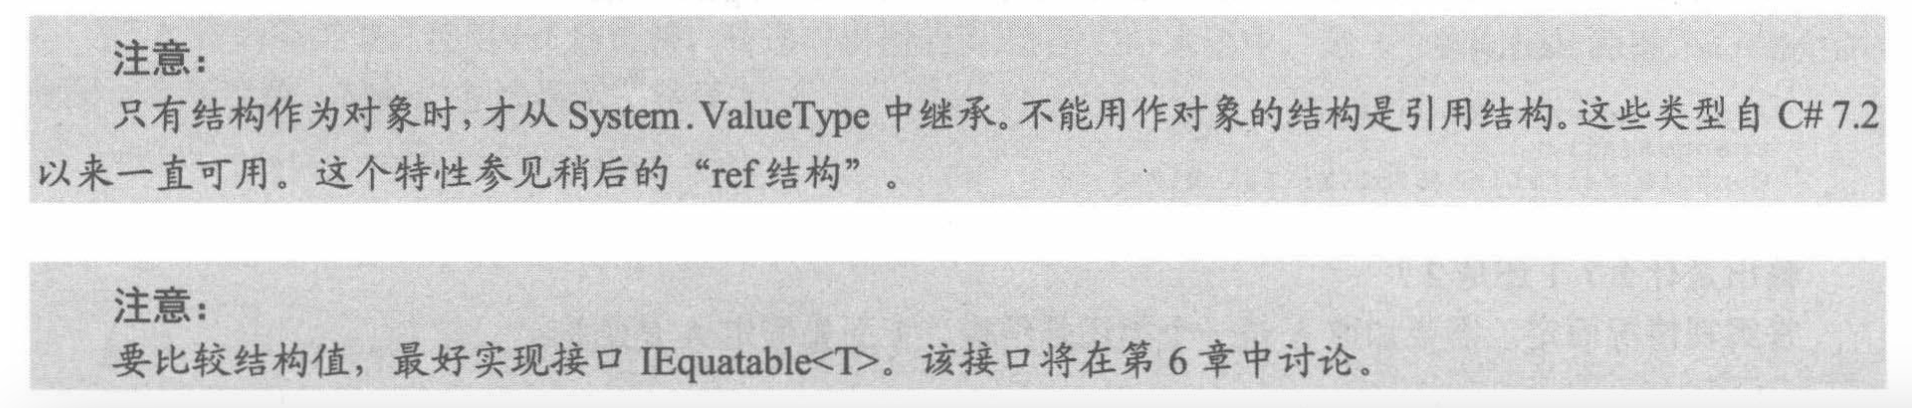 注意：
只有结构作为对象时，才从 System.ValueType 中继承。不能用作对象的结构是引用结构。这些类型自 C# 7.2
以来一直可用。这个特性参见稍后的“ref 结构”。
注意：
要比较结构值，最好实现接口 IEquatable<T>。该接口将在第 6 章中讨论。